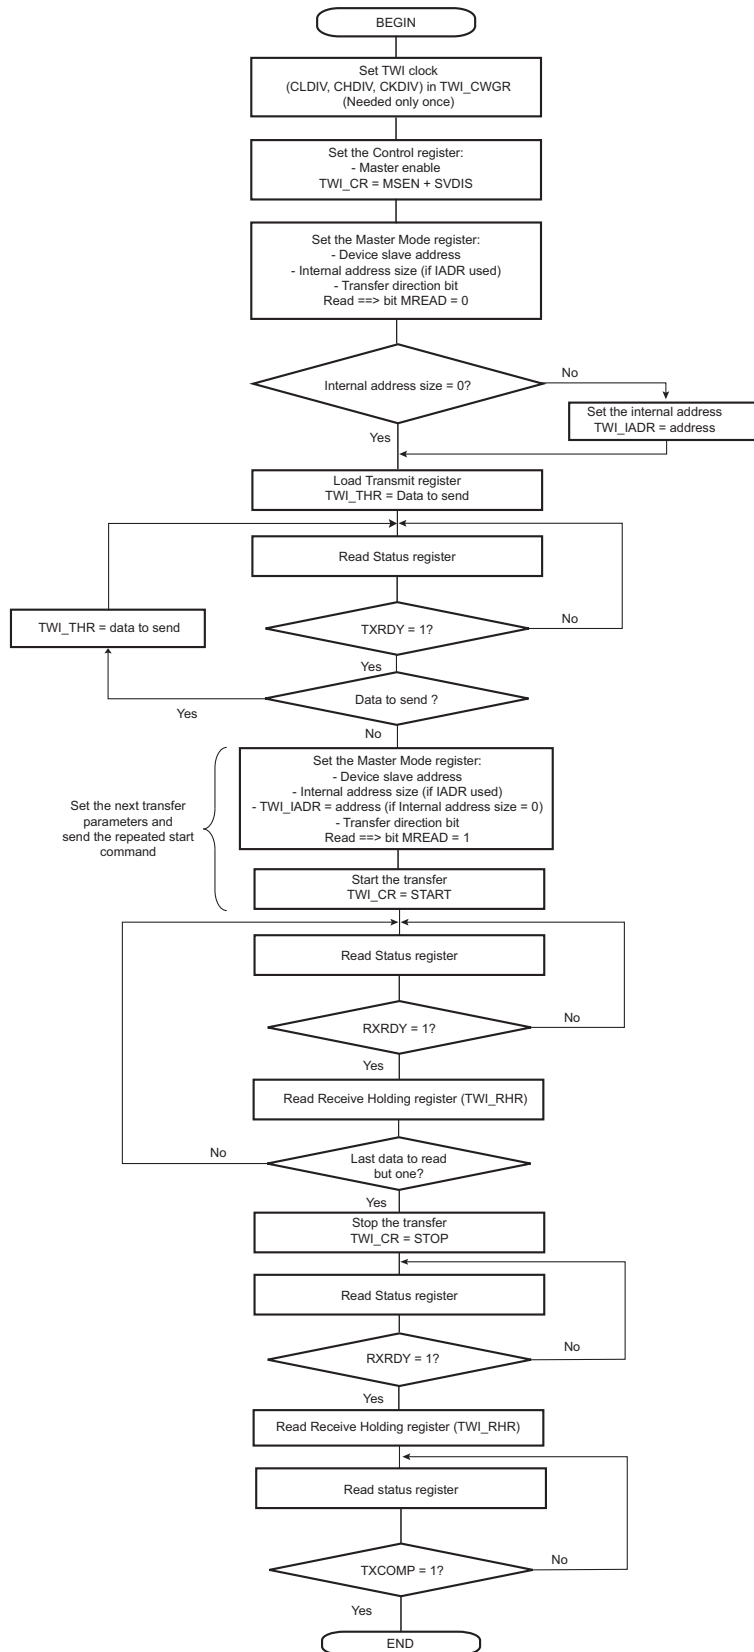 BEGIN
Set TWI clock
(CLDIV, CHDIV, CKDIV) in TWI_CWGR
(Needed only once)
Set the Control register:
- Master enable
TWI_CR = MSEN + SVDIS
Set the Master Mode register:
- Device slave address
- Internal address size (if IADR used)
- Transfer direction bit
Read ==> bit MREAD = 0
Internal address size = 0?
No
Set the internal address
TWI_IADR = address
Yes
Load Transmit register
TWI_THR = Data to send
Read Status register
TWI_THR = data to send
TXRDY = 1?
No
Yes
Data to send ?
Yes
No
Set the next transfer
parameters and
send the repeated start
command
Set the Master Mode register:
- Device slave address
- Internal address size (if IADR used)
- TWI_IADR = address (if Internal address size = 0)
- Transfer direction bit
Read ==> bit MREAD = 1
Start the transfer
TWI_CR = START
Read Status register
RXRDY = 1?
No
Yes
Read Receive Holding register (TWI_RHR)
No
Last data to read
but one?
Yes
Stop the transfer
TWI_CR = STOP
Read Status register
RXRDY = 1?
No
Yes
Read Receive Holding register (TWI_RHR)
Read status register
TXCOMP = 1?
No
Yes
END